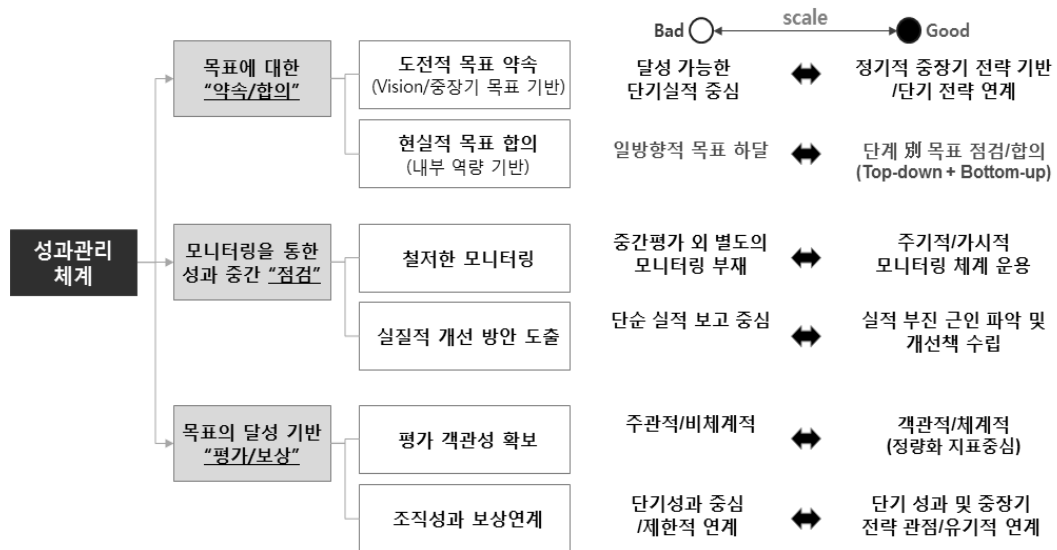 scale
Bad
Good
목표에 대한
“약속/합의”
도전적 목표 약속
(Vision/중장기 목표 기반)
달성 가능한
단기실적 중심
정기적 중장기 전략 기반
/단기 전략 연계
현실적 목표 합의
(내부 역량 기반)
일방향적 목표 하달
단계 別 목표 점검/합의
(Top-down + Bottom-up)
성과관리
체계
모니터링을 통한
성과 중간 “점검”
철저한 모니터링
중간평가 외 별도의
모니터링 부재
주기적/가시적
모니터링 체계 운용
실질적 개선 방안 도출
단순 실적 보고 중심
실적 부진 근인 파악 및
개선책 수립
목표의 달성 기반
“평가/보상”
평가 객관성 확보
주관적/비체계적
객관적/체계적
(정량화 지표중심)
조직성과 보상연계
단기성과 중심
/제한적 연계
단기 성과 및 중장기
전략 관점/유기적 연계